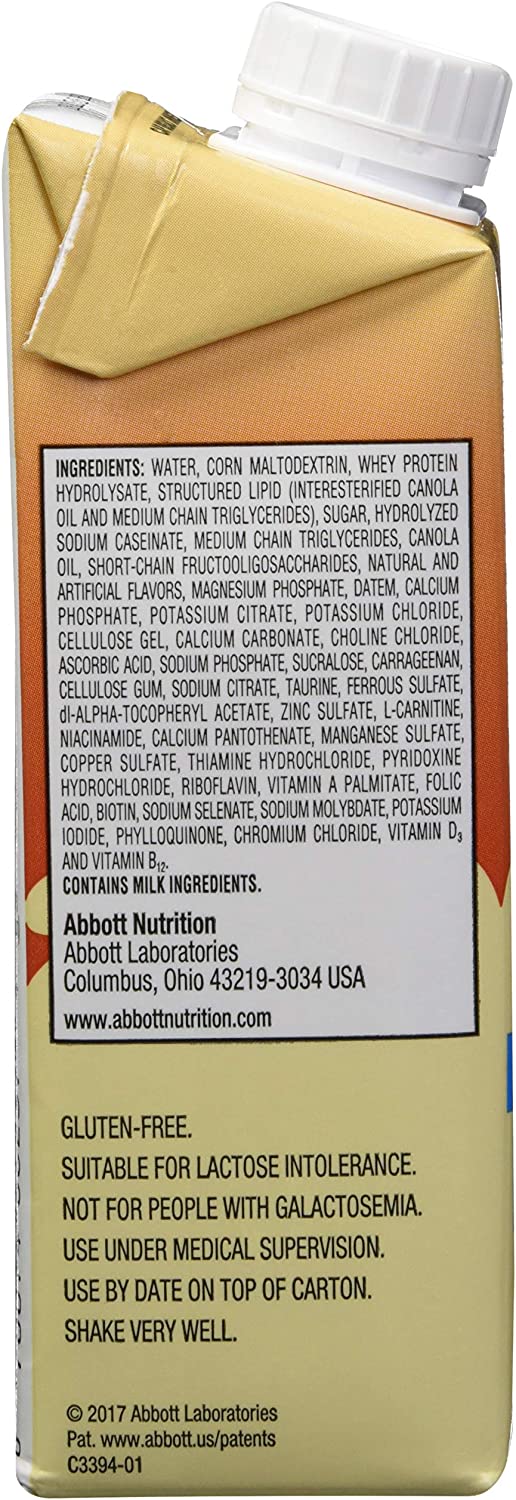 INGREDIENTS: WATER, CORN MALTODEXTRIN, WHEY PROTEIN
HYDROLYSATE, STRUCTURED LIPID (INTERESTERIFIED CANOLA
OIL AND MEDIUM CHAIN TRIGLYCERIDES), SUGAR, HYDROLYZED
SODIUM CASEINATE, MEDIUM CHAIN TRIGLYCERIDES, CANOLA
OIL, SHORT-CHAIN FRUCTOOLIGOSACCHARIDES, NATURAL AND
ARTIFICIAL FLAVORS, MAGNESIUM PHOSPHATE, DATEM, CALCIUM
PHOSPHATE, POTASSIUM CITRATE, POTASSIUM CHLORIDE,
CELLULOSE GEL, CALCIUM CARBONATE, CHOLINE CHLORIDE,
ASCORBIC ACID, SODIUM PHOSPHATE, SUCRALOSE, CARRAGEENAN,
CELLULOSE GUM, SODIUM CITRATE, TAURINE, FERROUS SULFATE,
dl-ALPHA-TOCOPHERYL ACETATE, ZINC SULFATE, L-CARNITINE,
NIACINAMIDE, CALCIUM PANTOTHENATE, MANGANESE SULFATE,
COPPER SULFATE, THIAMINE HYDROCHLORIDE, PYRIDOXINE
HYDROCHLORIDE, RIBOFLAVIN, VITAMIN A PALMITATE, FOLIC
ACID, BIOTIN, SODIUM SELENATE, SODIUM MOLYBDATE, POTASSIUM
IODIDE, PHYLLOQUINONE, CHROMIUM CHLORIDE, VITAMIN D₃
AND VITAMIN B₁₂.
CONTAINS MILK INGREDIENTS.
Abbott Nutrition
Abbott Laboratories
Columbus, Ohio 43219-3034 USA
www.abbottnutrition.com
GLUTEN-FREE.
SUITABLE FOR LACTOSE INTOLERANCE.
NOT FOR PEOPLE WITH GALACTOSEMIA.
USE UNDER MEDICAL SUPERVISION.
USE BY DATE ON TOP OF CARTON.
SHAKE VERY WELL.
© 2017 Abbott Laboratories
Pat. www.abbott.us/patents
C3394-01